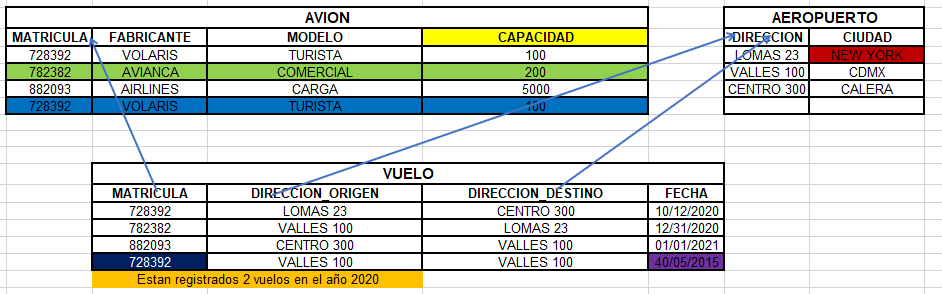 AVION
MATRICULA FABRICANTE MODELO CAPACIDAD
728392 VOLARIS TURISTA 100
782382 AVIANCA COMERCIAL 200
882093 AIRLINES CARGA 5000
728392 VOLARIS TURISTA 100
AEROPUERTO
DIRECCION CIUDAD
LOMAS 23 NEW YORK
VALLES 100 CDMX
CENTRO 300 CALERA
VUELO
MATRICULA DIRECCION_ORIGEN DIRECCION_DESTINO FECHA
728392 LOMAS 23 CENTRO 300 10/12/2020
782382 VALLES 100 LOMAS 23 12/31/2020
882093 CENTRO 300 VALLES 100 01/01/2021
728392 VALLES 100 VALLES 100 40/05/2015
Estan registrados 2 vuelos en el año 2020